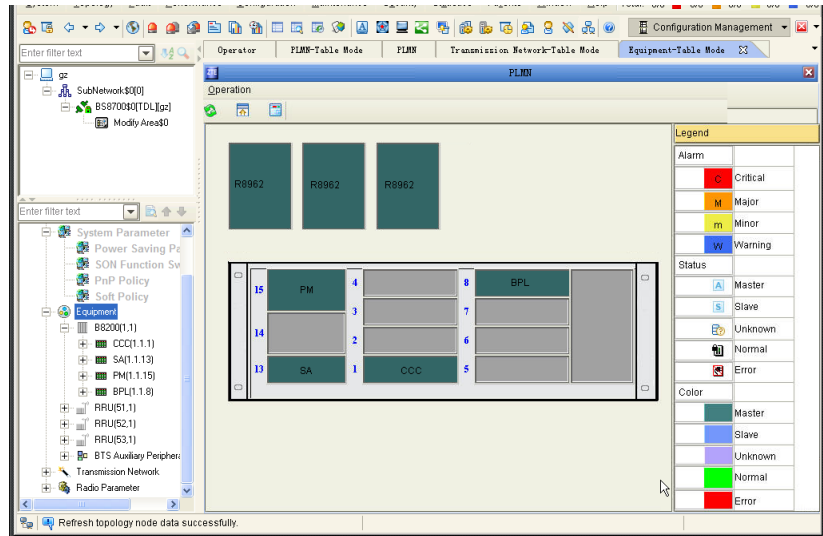 Configuration Management
Enter filter text
Operator
PLMN-Table Mode
PLMN
Transmission Network-Table Mode
Equipment-Table Mode
gz
SubNetwork$0[0]
BS8700$0[TDL][gz]
Modify Area$0
PLMN
Operation
R8962
R8962
R8962
15
PM
4
8
BPL
3
7
14
2
6
13
SA
1
CCC
5
Legend
Alarm
C
Critical
M
Major
m
Minor
W
Warning
Status
A
Master
S
Slave
Unknown
Normal
Error
Color
Master
Slave
Unknown
Normal
Error
Enter filter text
System Parameter
Power Saving Pa
SON Function Sw
PnP Policy
Soft Policy
Equipment
B8200(1,1)
CCC(1.1.1)
SA(1.1.13)
PM(1.1.15)
BPL(1.1.8)
RRU(51,1)
RRU(52,1)
RRU(53,1)
BTS Auxiliary Periphera
Transmission Network
Radio Parameter
Refresh topology node data successfully.